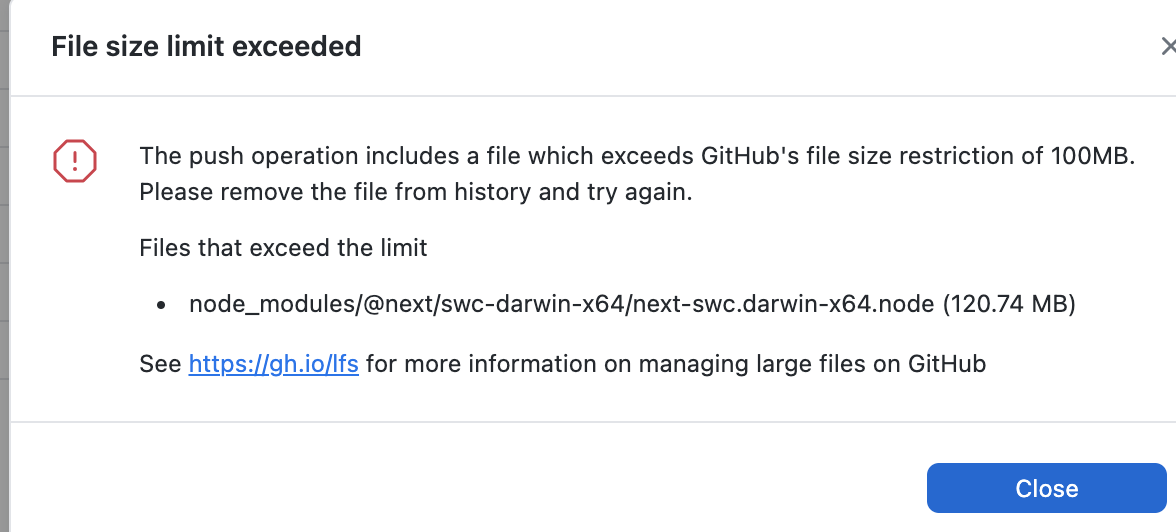 File size limit exceeded
The push operation includes a file which exceeds GitHub's file size restriction of 100MB.
Please remove the file from history and try again.
Files that exceed the limit
• node_modules/@next/swc-darwin-x64/next-swc.darwin-x64.node (120.74 MB)
See https://gh.io/lfs for more information on managing large files on GitHub
Close